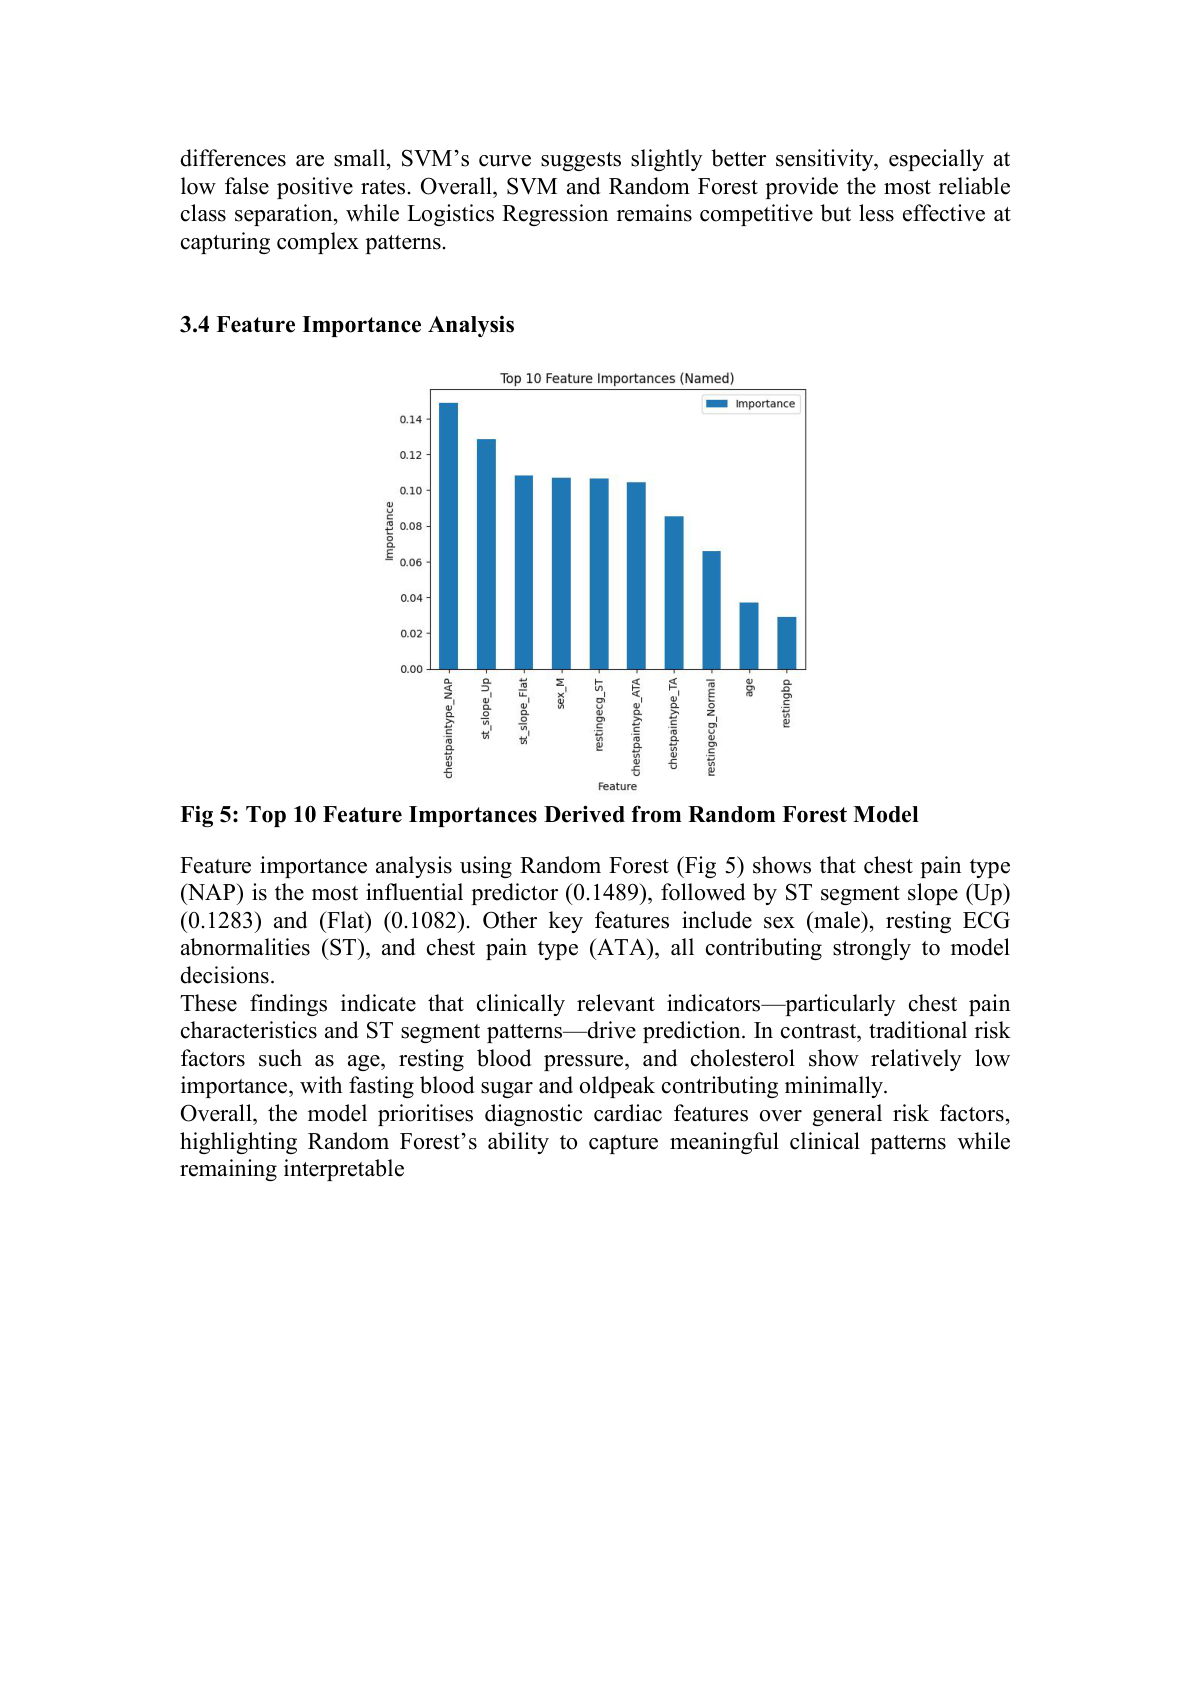 differences are small, SVM’s curve suggests slightly better sensitivity, especially at
low false positive rates. Overall, SVM and Random Forest provide the most reliable
class separation, while Logistics Regression remains competitive but less effective at
capturing complex patterns.
3.4 Feature Importance Analysis
Top 10 Feature Importances (Named)
Importance
0.14
0.12
0.10
0.08
0.06
0.04
0.02
0.00
Importance
chestpaintype_NAP
st_slope_Up
st_slope_Flat
sex_M
restingecg_ST
chestpaintype_ATA
chestpaintype_TA
restingecg_Normal
age
restingbp
Feature
Fig 5: Top 10 Feature Importances Derived from Random Forest Model
Feature importance analysis using Random Forest (Fig 5) shows that chest pain type
(NAP) is the most influential predictor (0.1489), followed by ST segment slope (Up)
(0.1283) and (Flat) (0.1082). Other key features include sex (male), resting ECG
abnormalities (ST), and chest pain type (ATA), all contributing strongly to model
decisions.
These findings indicate that clinically relevant indicators—particularly chest pain
characteristics and ST segment patterns—drive prediction. In contrast, traditional risk
factors such as age, resting blood pressure, and cholesterol show relatively low
importance, with fasting blood sugar and oldpeak contributing minimally.
Overall, the model prioritises diagnostic cardiac features over general risk factors,
highlighting Random Forest’s ability to capture meaningful clinical patterns while
remaining interpretable